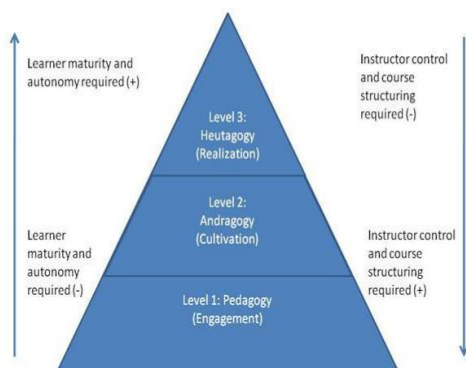 Learner maturity and
autonomy required (+)
Instructor control
and course
structuring
required (-)
Level 3:
Heutagogy
(Realization)
Level 2:
Andragogy
(Cultivation)
Learner
maturity and
autonomy
required (-)
Instructor control
and course
structuring
required (+)
Level 1: Pedagogy
(Engagement)